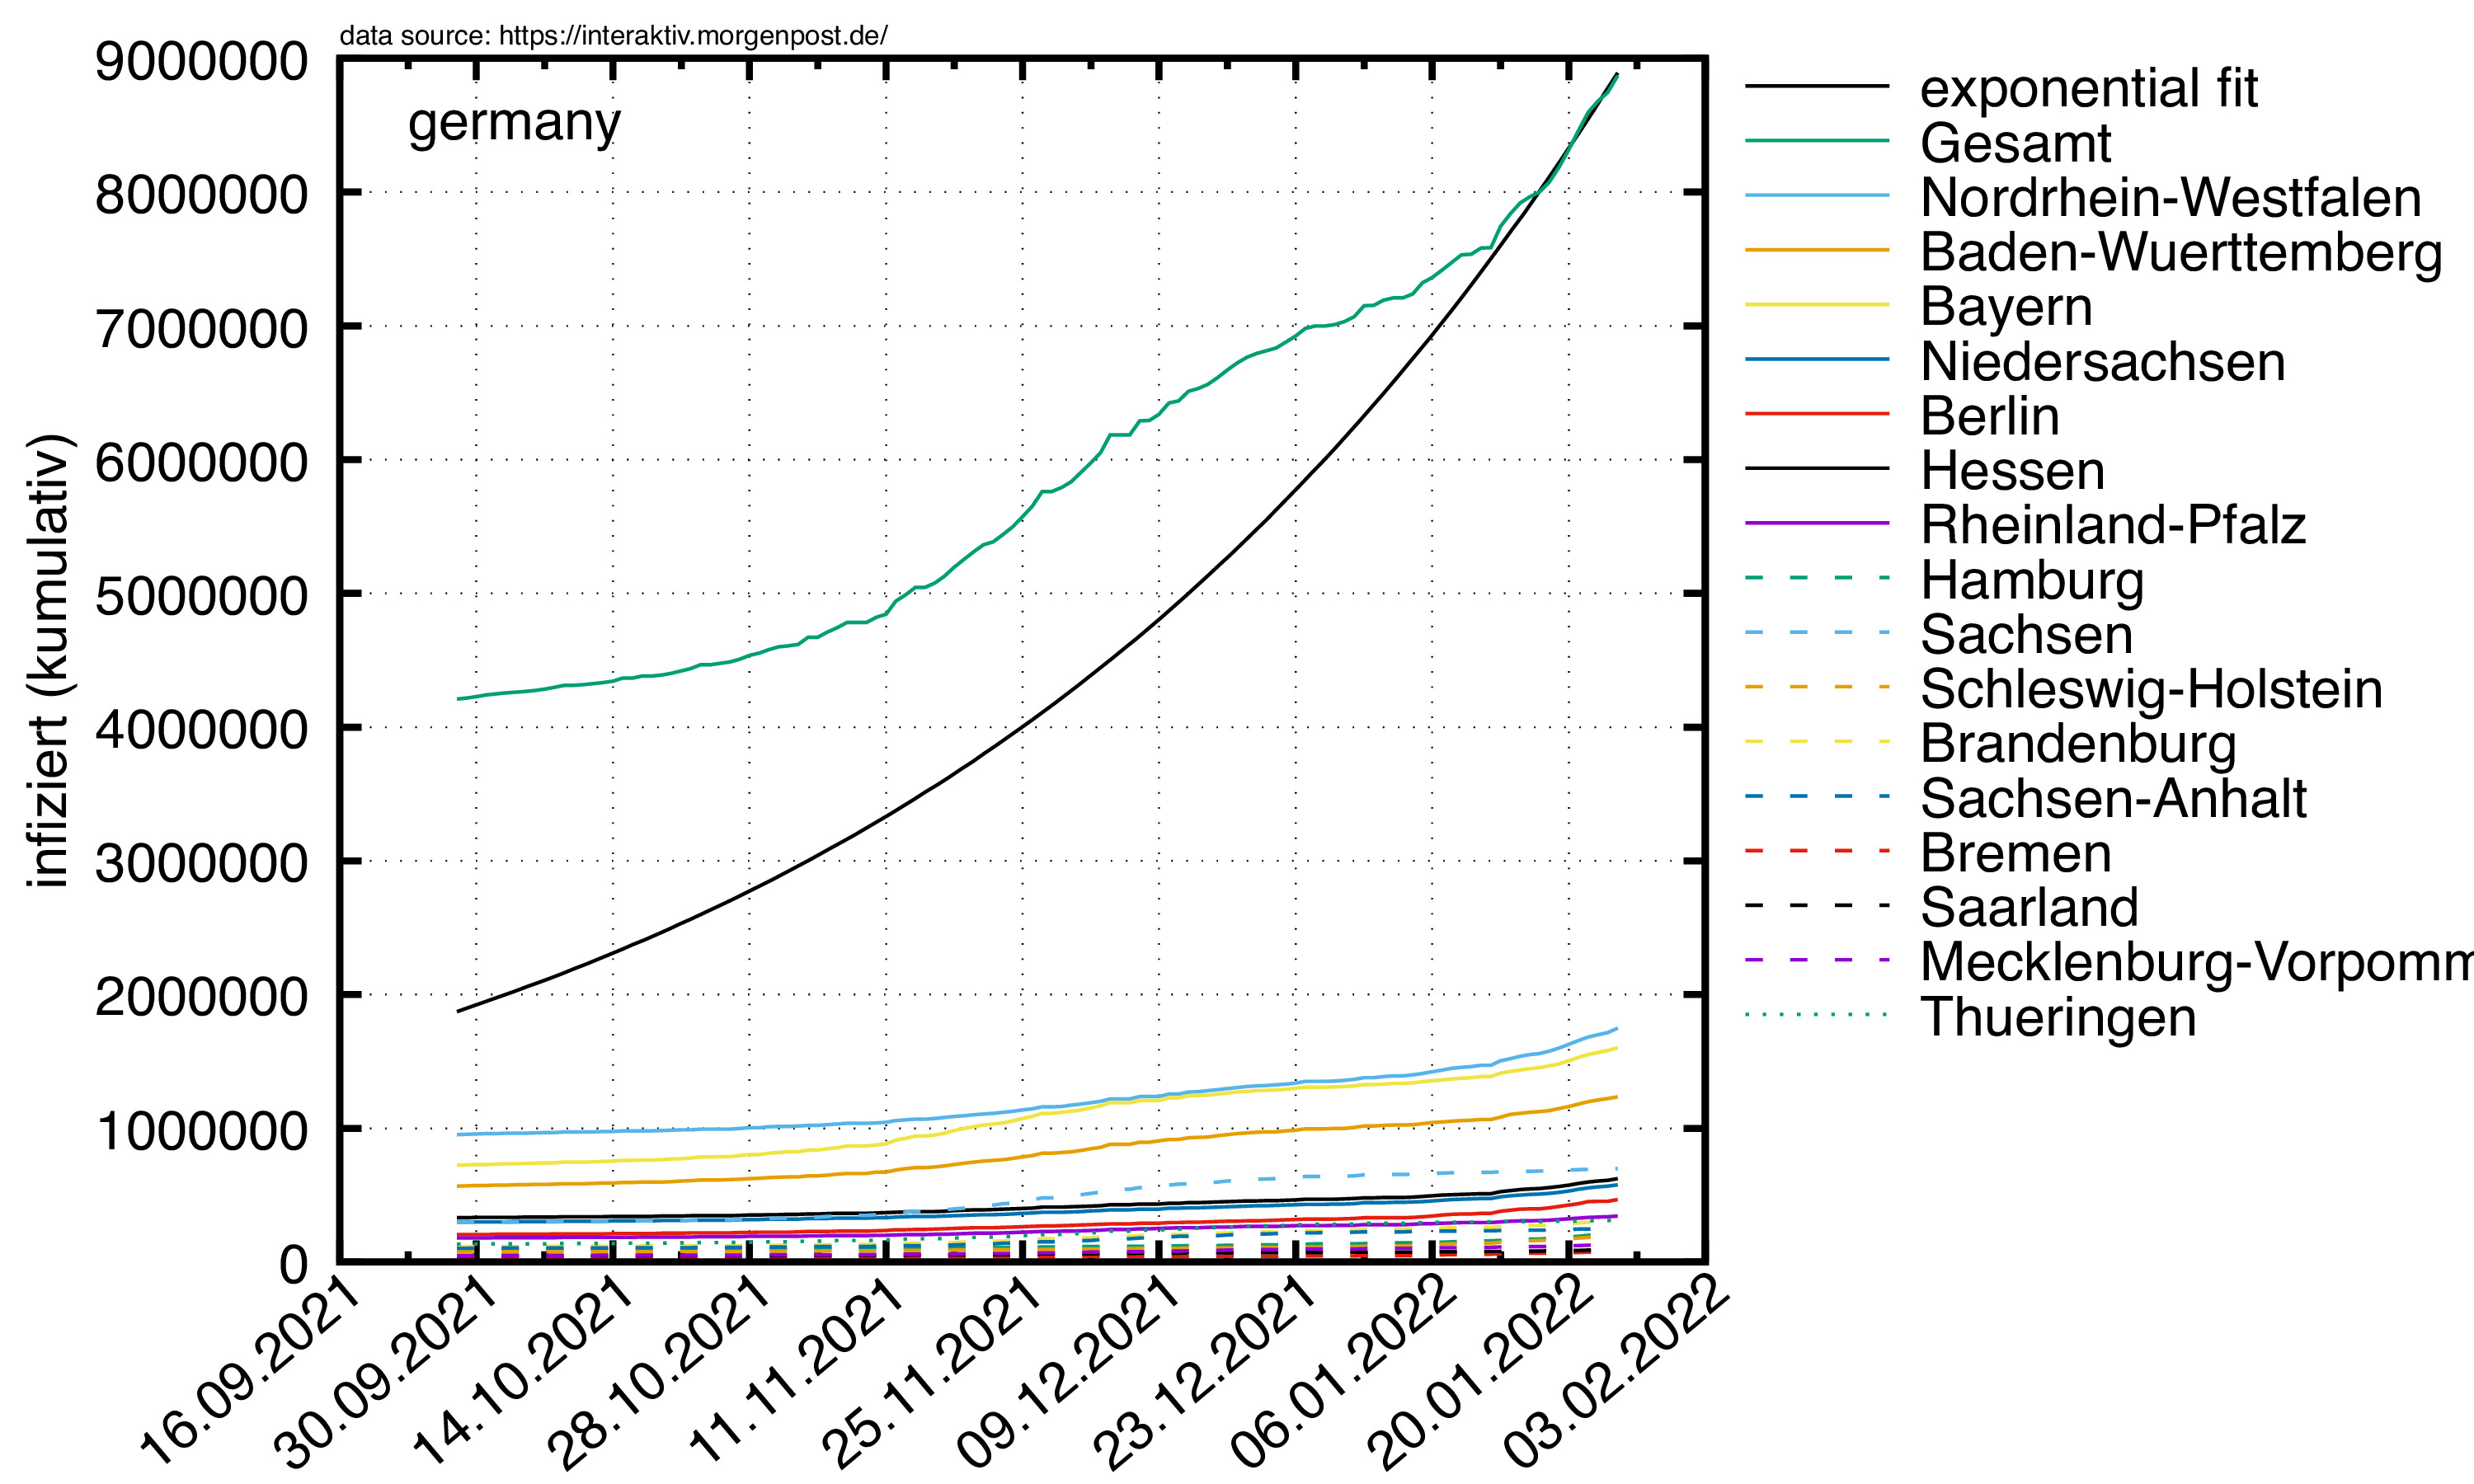 data source: https://interaktiv.morgenpost.de/
germany
infiziert (kumulativ)
9000000
8000000
7000000
6000000
5000000
4000000
3000000
2000000
1000000
0
16.09.2021
30.09.2021
14.10.2021
28.10.2021
11.11.2021
25.11.2021
09.12.2021
23.12.2021
06.01.2022
20.01.2022
03.02.2022
exponential fit
Gesamt
Nordrhein-Westfalen
Baden-Wuerttemberg
Bayern
Niedersachsen
Berlin
Hessen
Rheinland-Pfalz
Hamburg
Sachsen
Schleswig-Holstein
Brandenburg
Sachsen-Anhalt
Bremen
Saarland
Mecklenburg-Vorpomm
Thueringen